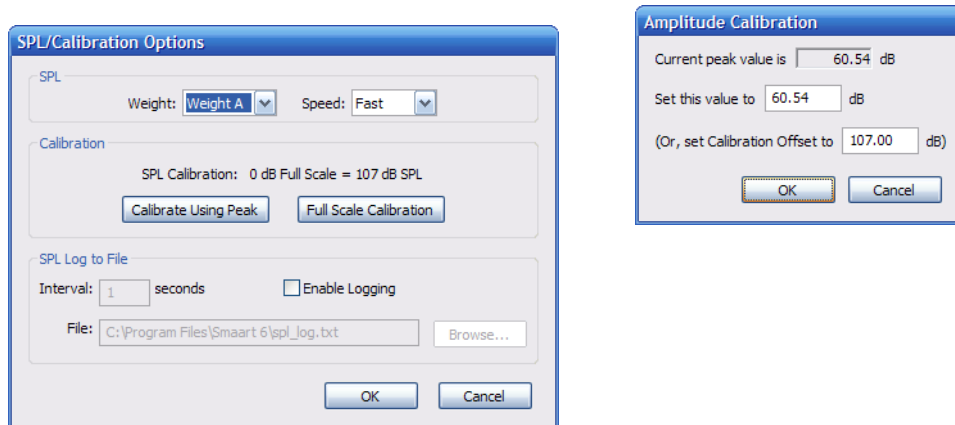 SPL/Calibration Options
SPL
Weight: Weight A Speed: Fast
Calibration
SPL Calibration: 0 dB Full Scale = 107 dB SPL
Calibrate Using Peak Full Scale Calibration
SPL Log to File
Interval: 1 seconds Enable Logging
File: C:\Program Files\Smaart 6\spl_log.txt Browse...
OK Cancel
Amplitude Calibration
Current peak value is 60.54 dB
Set this value to 60.54 dB
(Or, set Calibration Offset to 107.00 dB)
OK Cancel